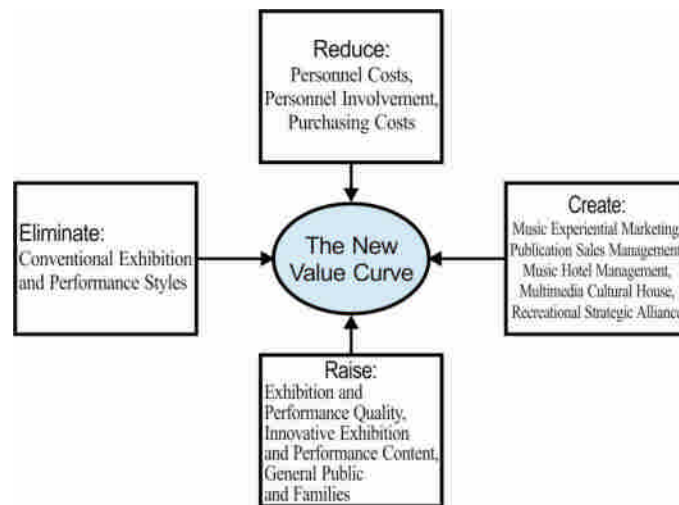 Reduce:
Personnel Costs,
Personnel Involvement,
Purchasing Costs
Eliminate:
Conventional Exhibition
and Performance Styles
The New
Value Curve
Create:
Music Experiential Marketing
Publication Sales Management
Music Hotel Management,
Multimedia Cultural House,
Recreational Strategic Alliance
Raise:
Exhibition and
Performance Quality,
Innovative Exhibition
and Performance Content,
General Public
and Families